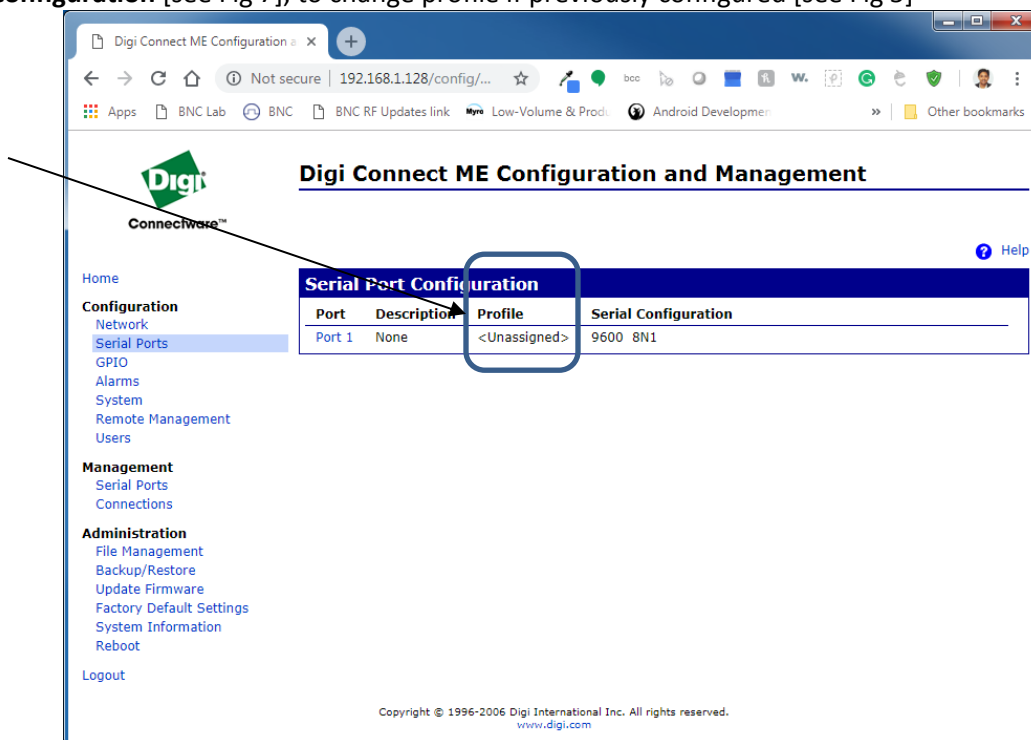 onfiguration [see Fig 7], to change profile if previously configured [see Fig 5]
Digi Connect ME Configuration a
Not secure | 192.168.1.128/config/...
bcc
w.
Apps BNC Lab BNC BNC RF Updates link Myro Low-Volume & Produ Android Developmen » Other bookmarks
Digi
Connectware™
Digi Connect ME Configuration and Management
Help
Home
Configuration
Network
Serial Ports
GPIO
Alarms
System
Remote Management
Users
Management
Serial Ports
Connections
Administration
File Management
Backup/Restore
Update Firmware
Factory Default Settings
System Information
Reboot
Logout
Serial Port Configuration
Port Description Profile Serial Configuration
Port 1 None <Unassigned> 9600 8N1
Copyright © 1996-2006 Digi International Inc. All rights reserved.
www.digi.com